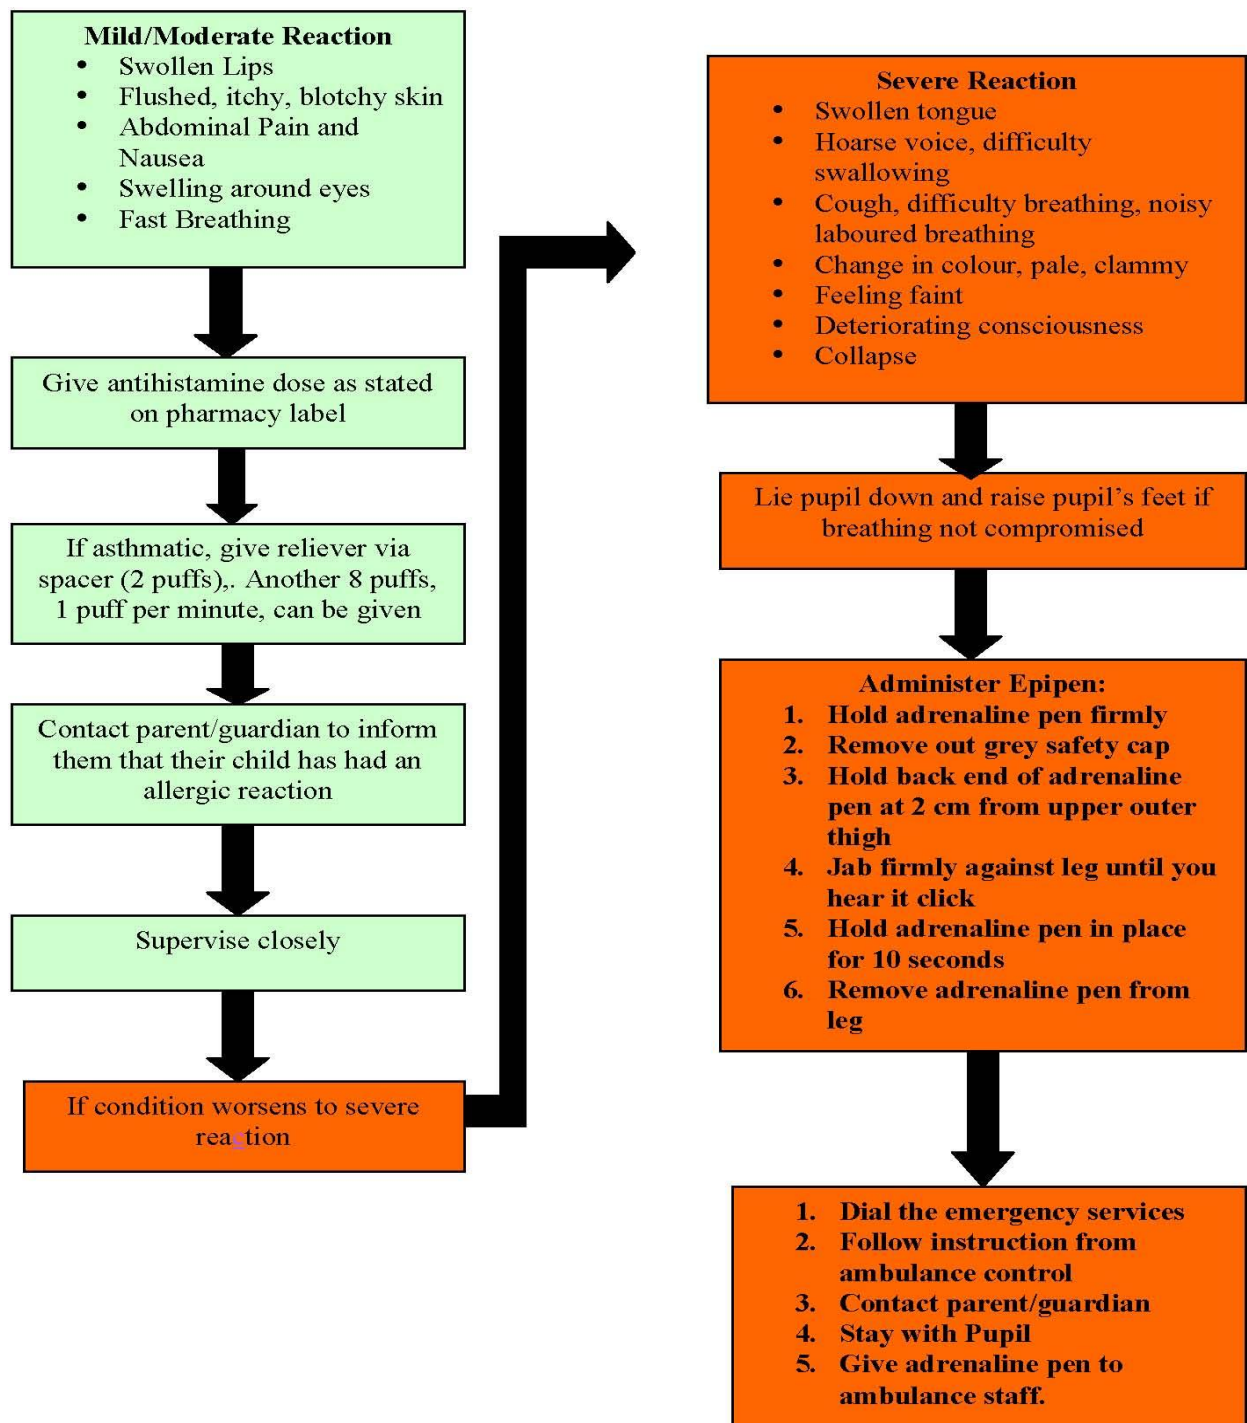 Mild/Moderate Reaction
• Swollen Lips
• Flushed, itchy, blotchy skin
• Abdominal Pain and
Nausea
• Swelling around eyes
• Fast Breathing
Give antihistamine dose as stated
on pharmacy label
If asthmatic, give reliever via
spacer (2 puffs),. Another 8 puffs,
1 puff per minute, can be given
Contact parent/guardian to inform
them that their child has had an
allergic reaction
Supervise closely
If condition worsens to severe
reaction
Severe Reaction
• Swollen tongue
• Hoarse voice, difficulty
swallowing
• Cough, difficulty breathing, noisy
laboured breathing
• Change in colour, pale, clammy
• Feeling faint
• Deteriorating consciousness
• Collapse
Lie pupil down and raise pupil’s feet if
breathing not compromised
Administer Epipen:
1. Hold adrenaline pen firmly
2. Remove out grey safety cap
3. Hold back end of adrenaline
pen at 2 cm from upper outer
thigh
4. Jab firmly against leg until you
hear it click
5. Hold adrenaline pen in place
for 10 seconds
6. Remove adrenaline pen from
leg
1. Dial the emergency services
2. Follow instruction from
ambulance control
3. Contact parent/guardian
4. Stay with Pupil
5. Give adrenaline pen to
ambulance staff.